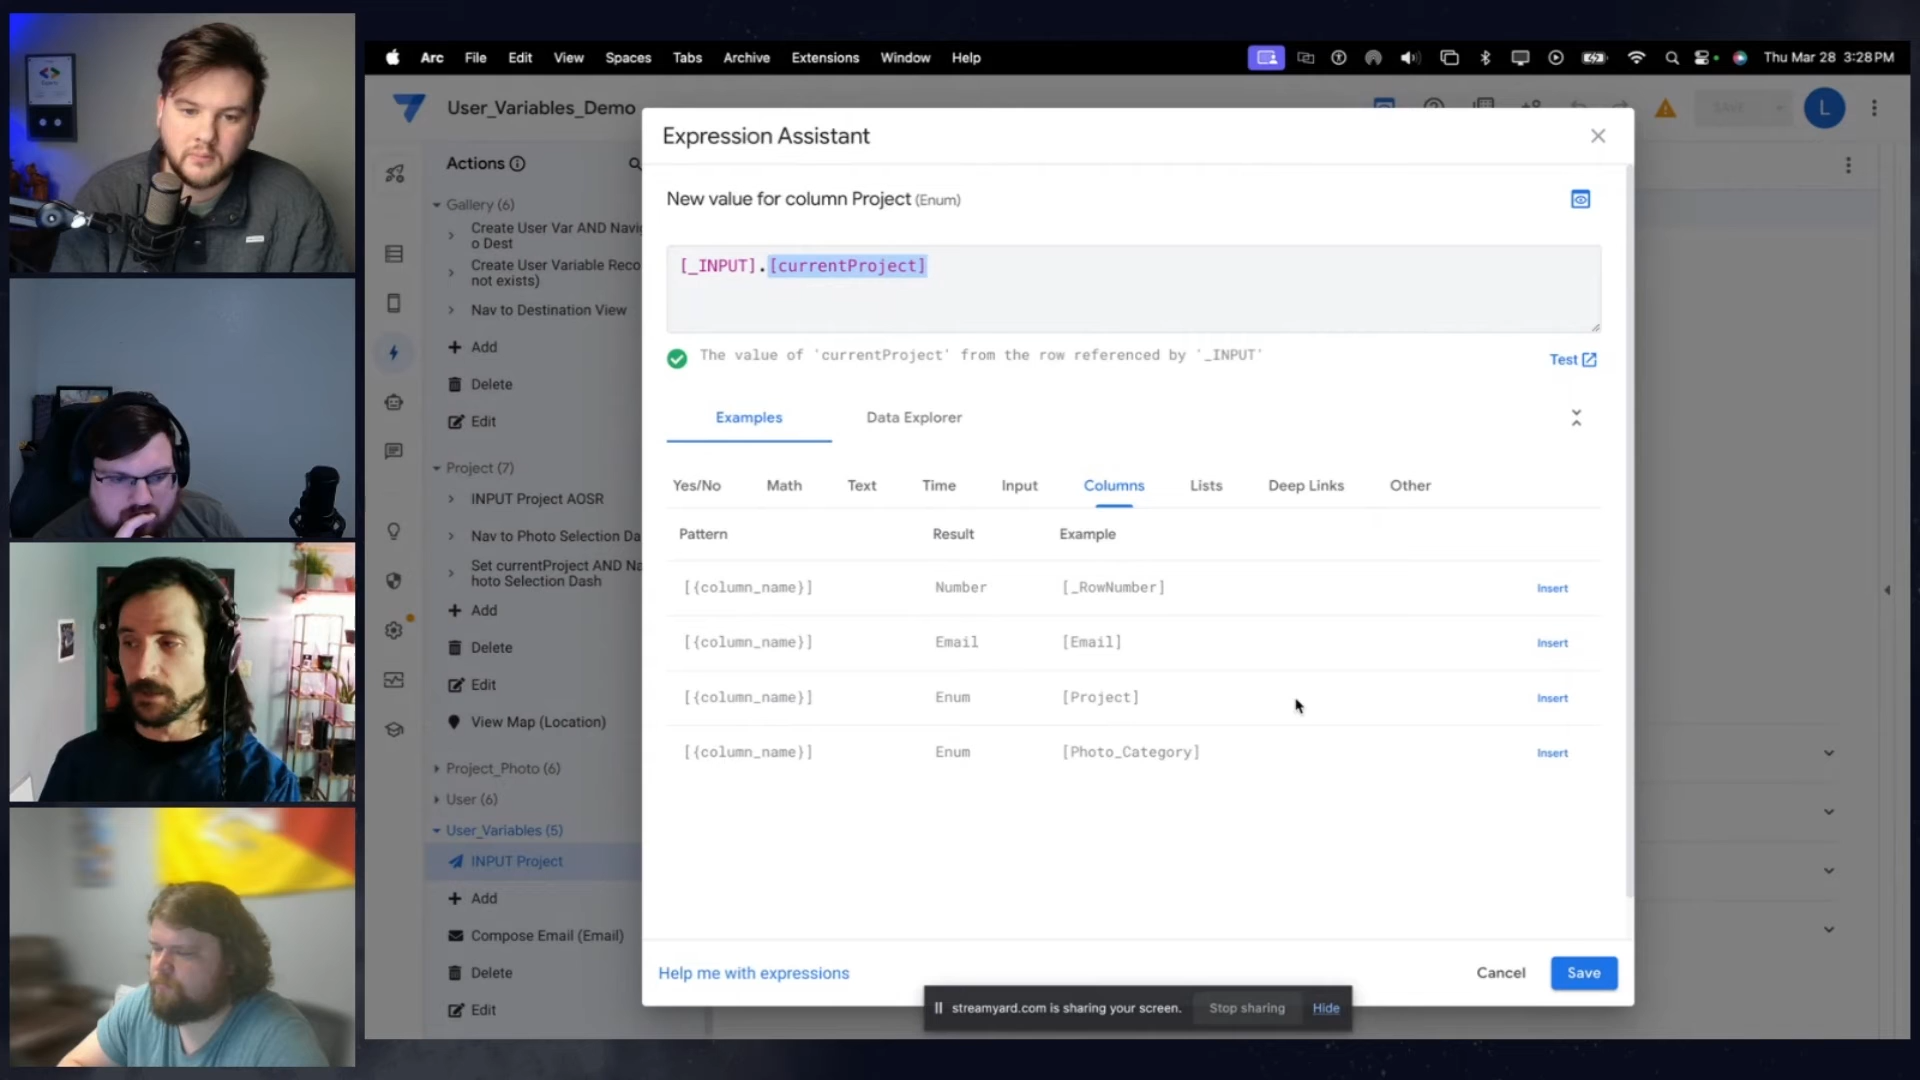 Arc File Edit View Spaces Tabs Archive Extensions Window Help Thu Mar 28 3:28 PM
User_Variables_Demo
L
Actions
Gallery (6)
Create User Var AND Navig
o Dest
Create User Variable Reco
not exists)
Nav to Destination View
Add
Delete
Edit
Project (7)
INPUT Project AOSR
Nav to Photo Selection Da
Set currentProject AND Na
hoto Selection Dash
Add
Delete
Edit
View Map (Location)
Project_Photo (6)
User (6)
User_Variables (5)
INPUT Project
Add
Compose Email (Email)
Delete
Edit
Expression Assistant
New value for column Project (Enum)
[_INPUT].[currentProject]
The value of 'currentProject' from the row referenced by '_INPUT'
Test
Examples Data Explorer
Yes/No Math Text Time Input Columns Lists Deep Links Other
Pattern Result Example
[{column_name}] Number [_RowNumber] Insert
[{column_name}] Email [Email] Insert
[{column_name}] Enum [Project] Insert
[{column_name}] Enum [Photo_Category] Insert
Help me with expressions
Cancel Save
streamyard.com is sharing your screen. Stop sharing Hide